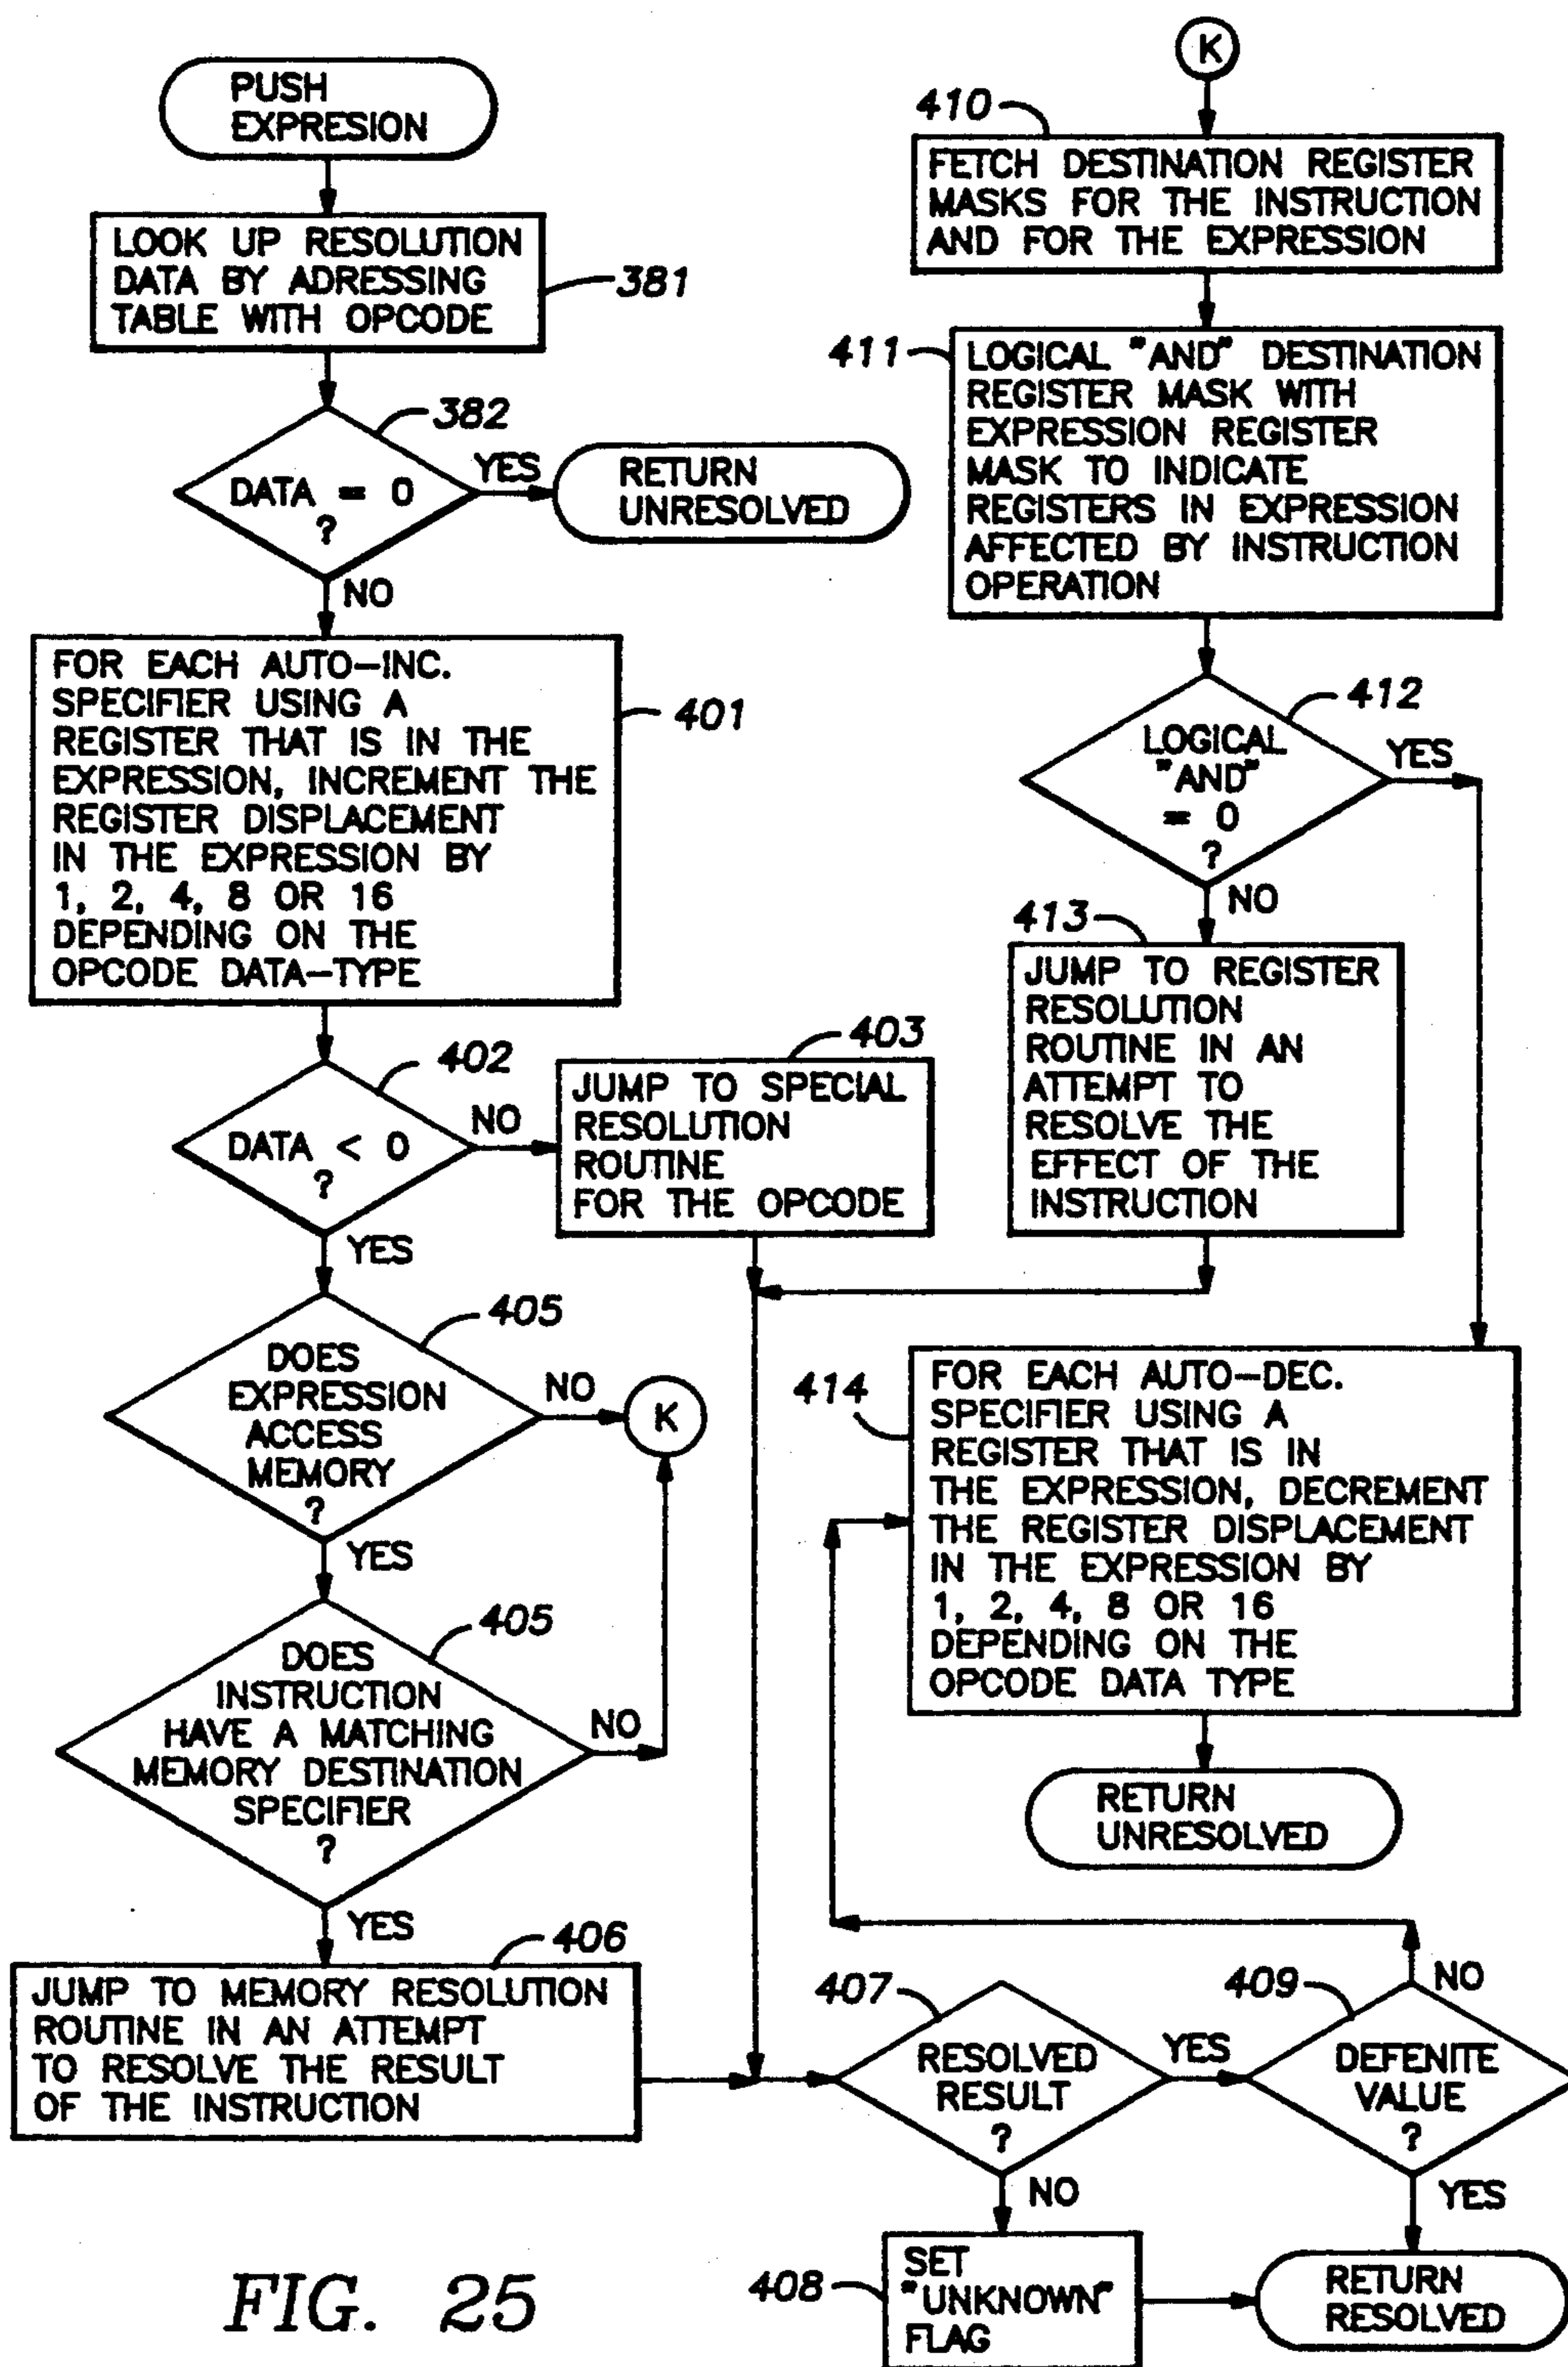 PUSH
EXPRESION
LOOK UP RESOLUTION
DATA BY ADRESSING
TABLE WITH OPCODE
381
382
DATA = 0
?
YES
RETURN
UNRESOLVED
NO
FOR EACH AUTO-INC.
SPECIFIER USING A
REGISTER THAT IS IN THE
EXPRESSION, INCREMENT THE
REGISTER DISPLACEMENT
IN THE EXPRESSION BY
1, 2, 4, 8 OR 16
DEPENDING ON THE
OPCODE DATA-TYPE
401
402
DATA < 0
?
NO
403
JUMP TO SPECIAL
RESOLUTION
ROUTINE
FOR THE OPCODE
YES
405
DOES
EXPRESSION
ACCESS
MEMORY
?
NO
K
YES
405
DOES
INSTRUCTION
HAVE A MATCHING
MEMORY DESTINATION
SPECIFIER
?
NO
YES
406
JUMP TO MEMORY RESOLUTION
ROUTINE IN AN ATTEMPT
TO RESOLVE THE RESULT
OF THE INSTRUCTION
K
410
FETCH DESTINATION REGISTER
MASKS FOR THE INSTRUCTION
AND FOR THE EXPRESSION
411
LOGICAL "AND" DESTINATION
REGISTER MASK WITH
EXPRESSION REGISTER
MASK TO INDICATE
REGISTERS IN EXPRESSION
AFFECTED BY INSTRUCTION
OPERATION
412
LOGICAL
"AND"
= 0
?
YES
NO
413
JUMP TO REGISTER
RESOLUTION
ROUTINE IN AN
ATTEMPT TO
RESOLVE THE
EFFECT OF THE
INSTRUCTION
414
FOR EACH AUTO-DEC.
SPECIFIER USING A
REGISTER THAT IS IN
THE EXPRESSION, DECREMENT
THE REGISTER DISPLACEMENT
IN THE EXPRESSION BY
1, 2, 4, 8 OR 16
DEPENDING ON THE
OPCODE DATA TYPE
RETURN
UNRESOLVED
407
RESOLVED
RESULT
?
YES
409
DEFENITE
VALUE
?
NO
YES
NO
408
SET
"UNKNOWN"
FLAG
RETURN
RESOLVED
FIG. 25